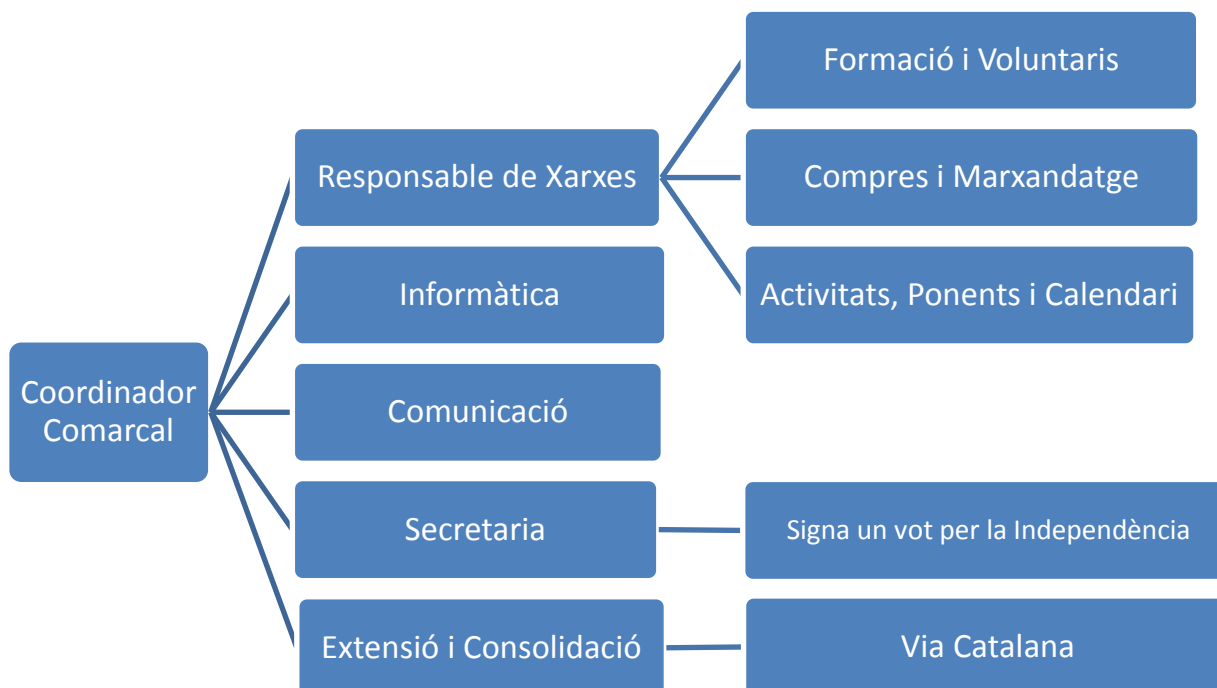 Formació i Voluntaris
Responsable de Xarxes
Compres i Marxandatge
Informàtica
Activitats, Ponents i Calendari
Coordinador
Comarcal
Comunicació
Secretaria
Signa un vot per la Independència
Extensió i Consolidació
Via Catalana